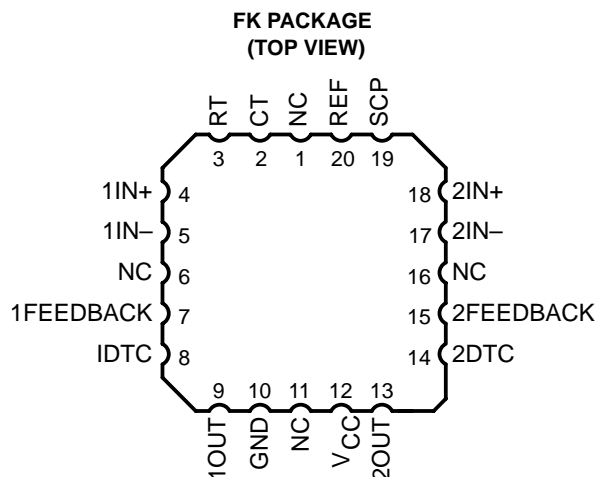 FK PACKAGE
(TOP VIEW)
RT
CT
NC
REF
SCP
3 2 1 20 19
1IN+ 4
1IN– 5
NC 6
1FEEDBACK 7
IDTC 8
18 2IN+
17 2IN–
16 NC
15 2FEEDBACK
14 2DTC
9 10 11 12 13
1OUT
GND
NC
VCC
2OUT